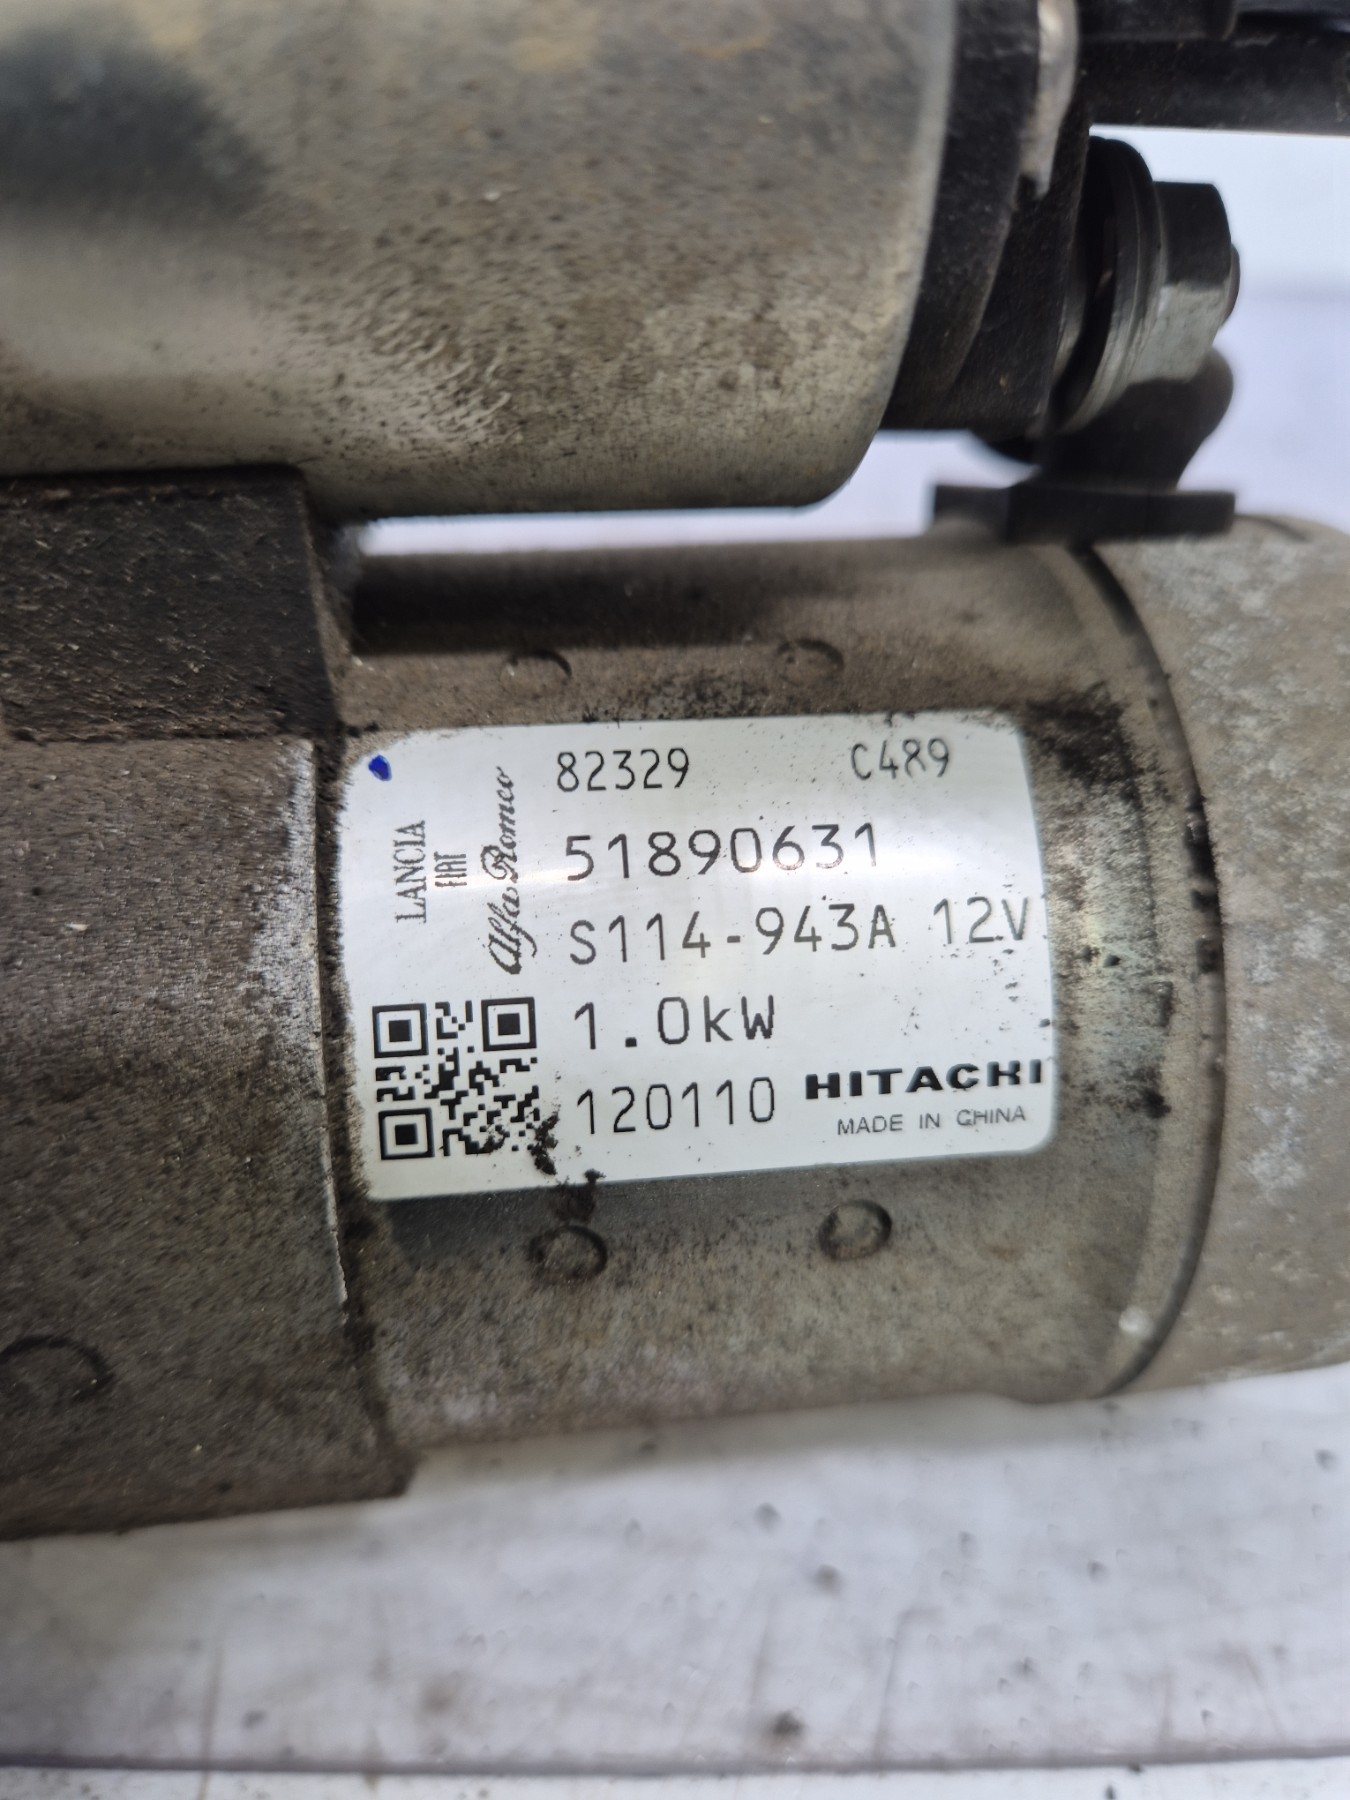 82329 C489
LANCIA
FIAT
Alfa Romeo
51890631
S114-943A 12V
1.0kW
120110 HITACHI
MADE IN CHINA